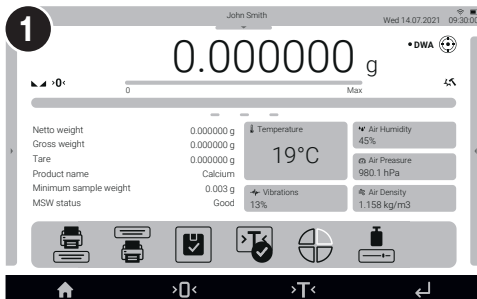 1
John Smith
Wed 14.07.2021 09:30:00
0.000000 g
• DWA
>0<
0 Max
Netto weight 0.000000 g
Gross weight 0.000000 g
Tare 0.000000 g
Product name Calcium
Minimum sample weight 0.003 g
MSW status Good
Temperature
19°C
Vibrations
13%
Air Humidity
45%
Air Preasure
980.1 hPa
Air Density
1.158 kg/m3
>T<
>0< >T<